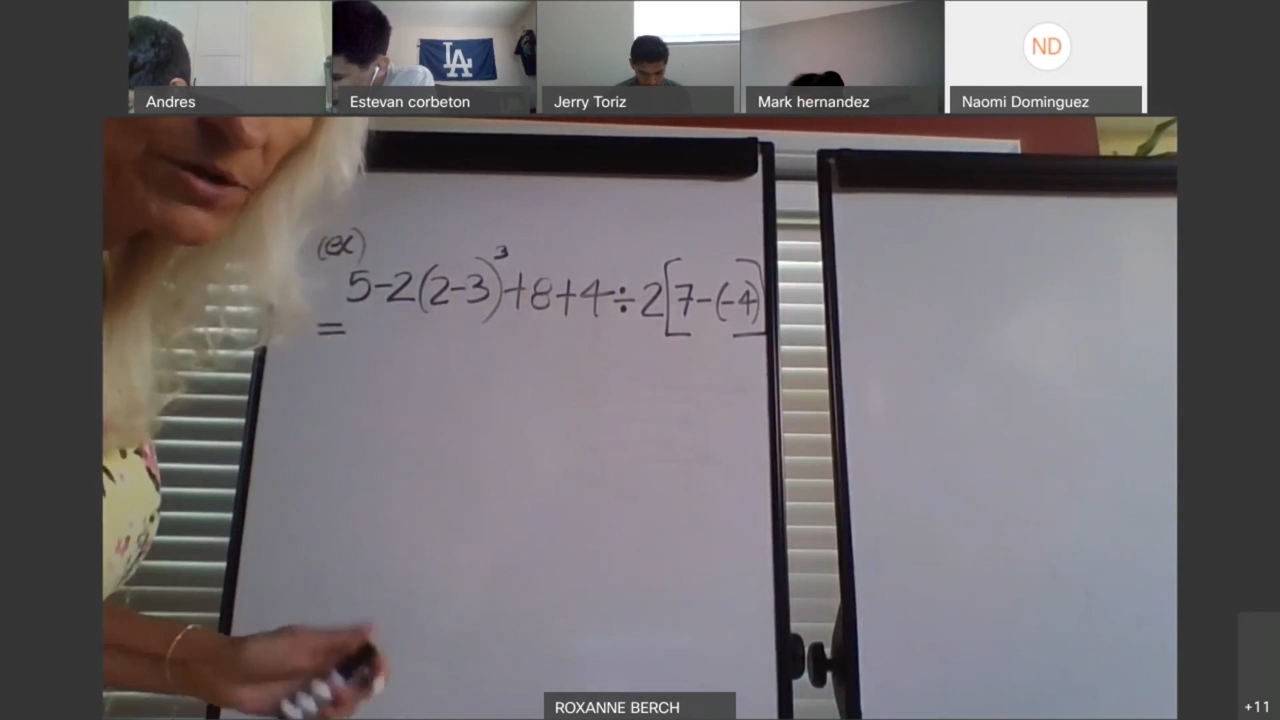 LA
ND
Andres
Estevan corbeton
Jerry Toriz
Mark hernandez
Naomi Dominguez
(ex)
5-2(2-3)³+8+4÷2[7-(-4)]
=
ROXANNE BERCH
+11